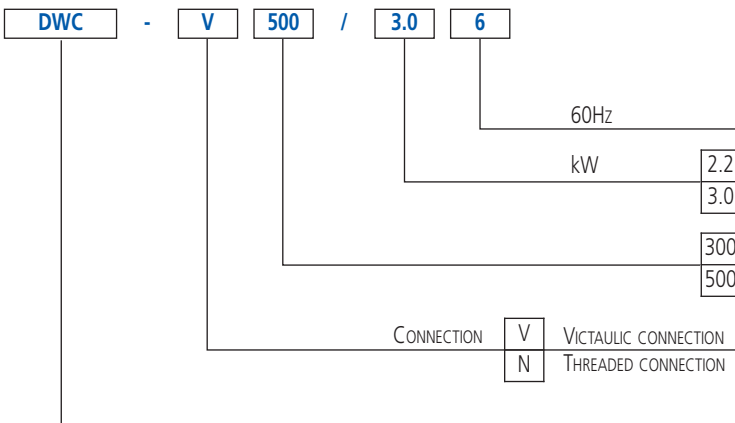 DWC - V 500 / 3.0 6
60Hz
kW 2.2
3.0
300
500
CONNECTION V VICTAULIC CONNECTION
N THREADED CONNECTION